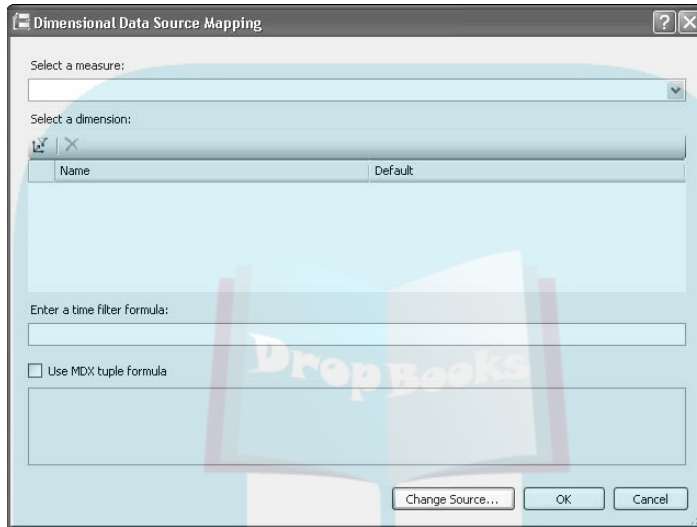 Dimensional Data Source Mapping
Select a measure:
Select a dimension:
Name Default
Enter a time filter formula:
DropBooks
Use MDX tuple formula
Change Source... OK Cancel